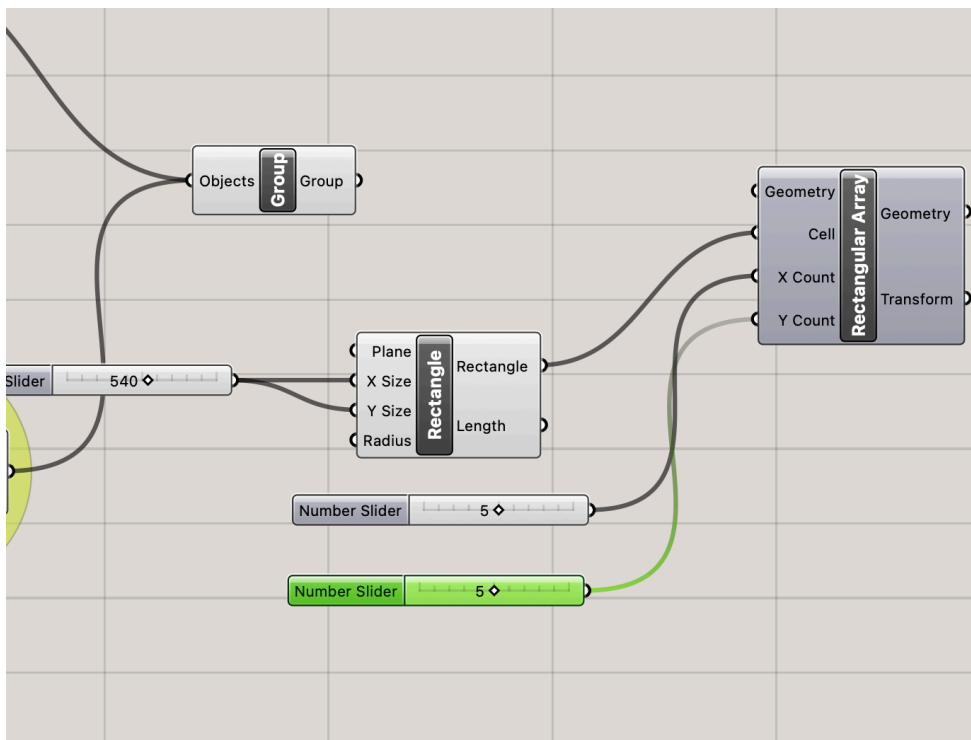 Objects
Group
Group
Geometry
Cell
X Count
Y Count
Rectangular Array
Geometry
Transform
Slider
540
Plane
X Size
Y Size
Radius
Rectangle
Rectangle
Length
Number Slider
5
Number Slider
5